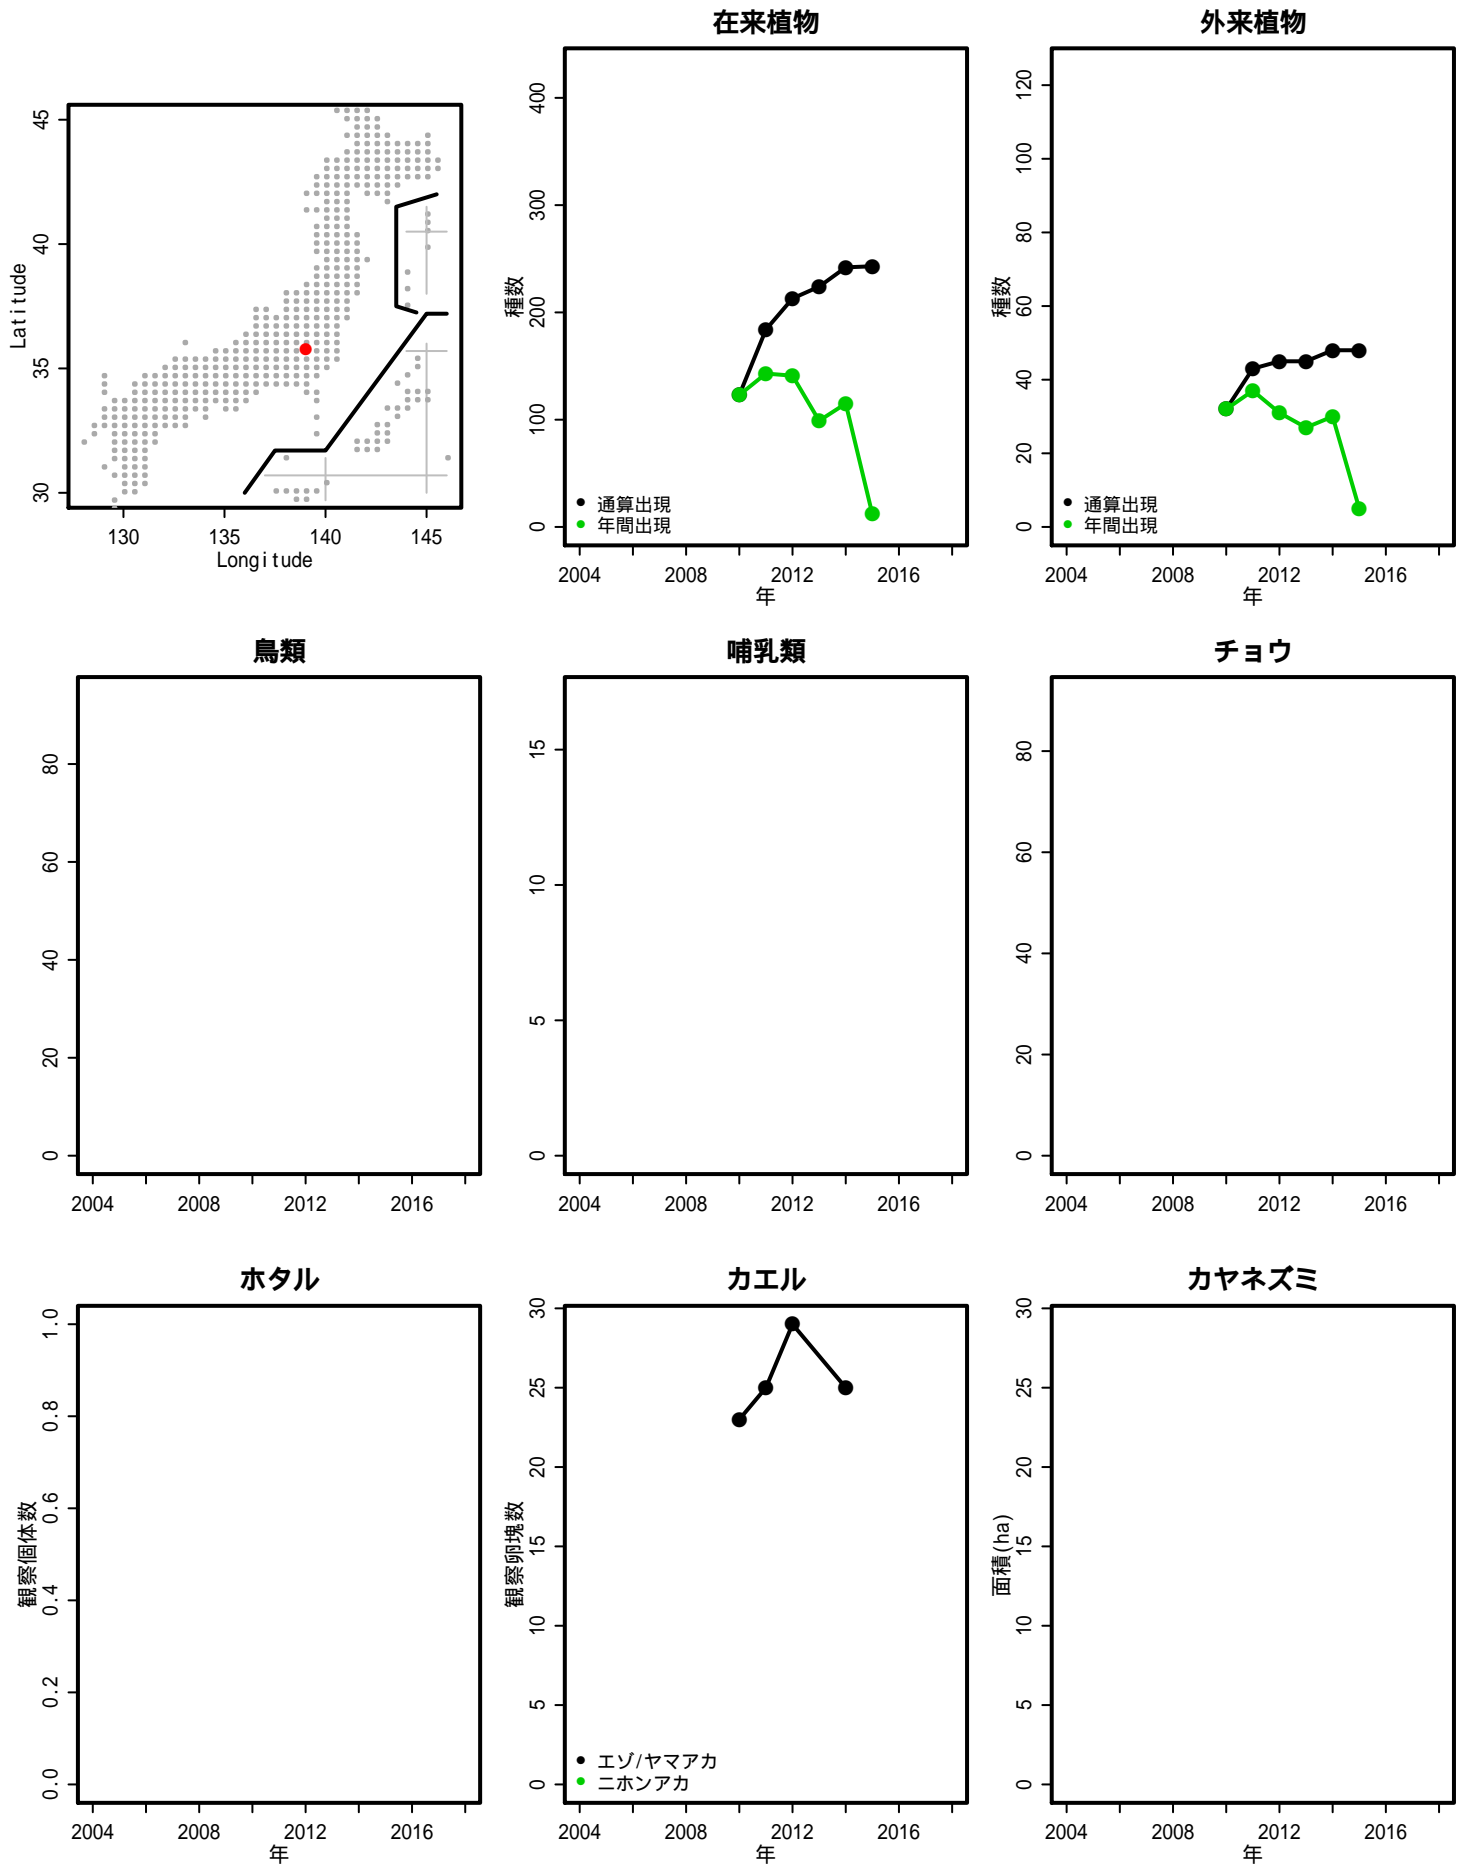 在来植物
外来植物
45
40
35
30
Latitude
130 135 140 145
Longitude
400
300
200
100
0
種数
通算出現
年間出現
2004 2008 2012 2016
年
120
100
80
60
40
20
0
種数
通算出現
年間出現
2004 2008 2012 2016
年
鳥類
哺乳類
チョウ
80
60
40
20
0
2004 2008 2012 2016
15
10
5
0
2004 2008 2012 2016
80
60
40
20
0
2004 2008 2012 2016
ホタル
カエル
カヤネズミ
1.0
0.8
0.6
0.4
0.2
0.0
観察個体数
2004 2008 2012 2016
年
30
25
20
15
10
5
0
観察卵塊数
エゾ/ヤマアカ
ニホンアカ
2004 2008 2012 2016
年
30
25
20
15
10
5
0
面積(ha)
2004 2008 2012 2016
年